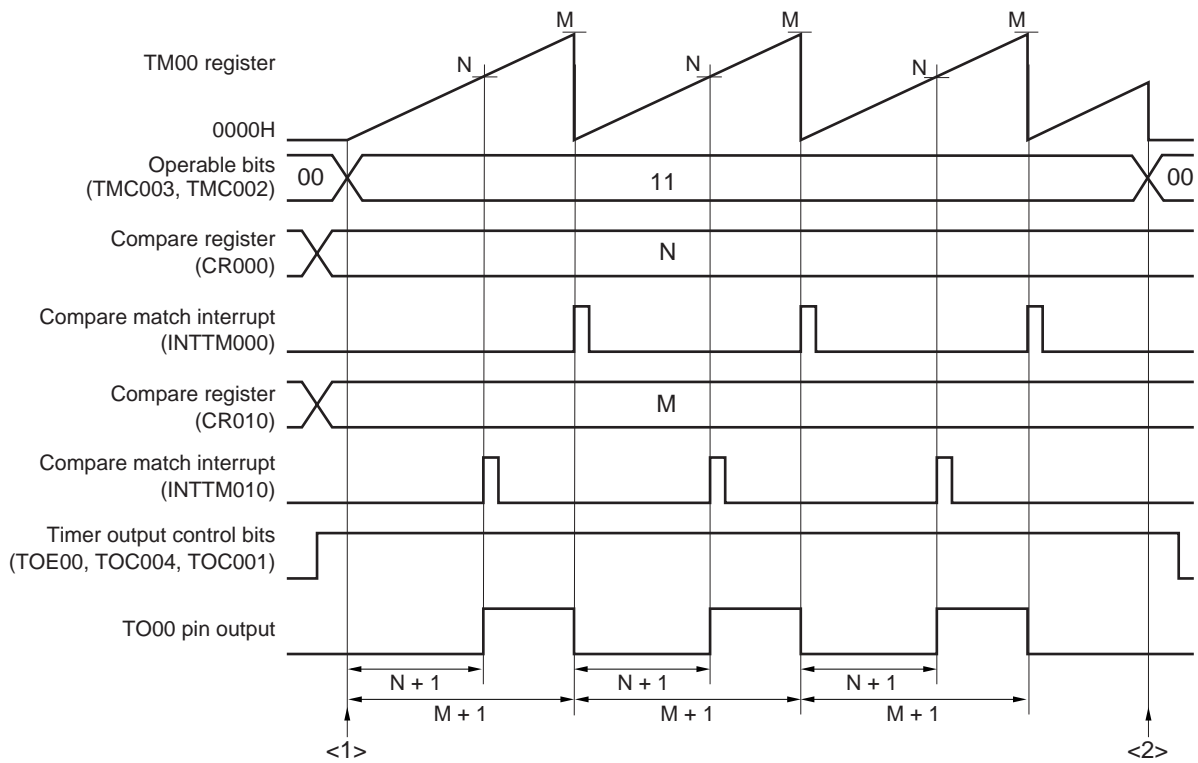 M
M
M
TM00 register
N
N
N
0000H
Operable bits
(TMC003, TMC002)
00
11
00
Compare register
(CR000)
N
Compare match interrupt
(INTTM000)
Compare register
(CR010)
M
Compare match interrupt
(INTTM010)
Timer output control bits
(TOE00, TOC004, TOC001)
TO00 pin output
N + 1
N + 1
N + 1
M + 1
M + 1
M + 1
<1>
<2>